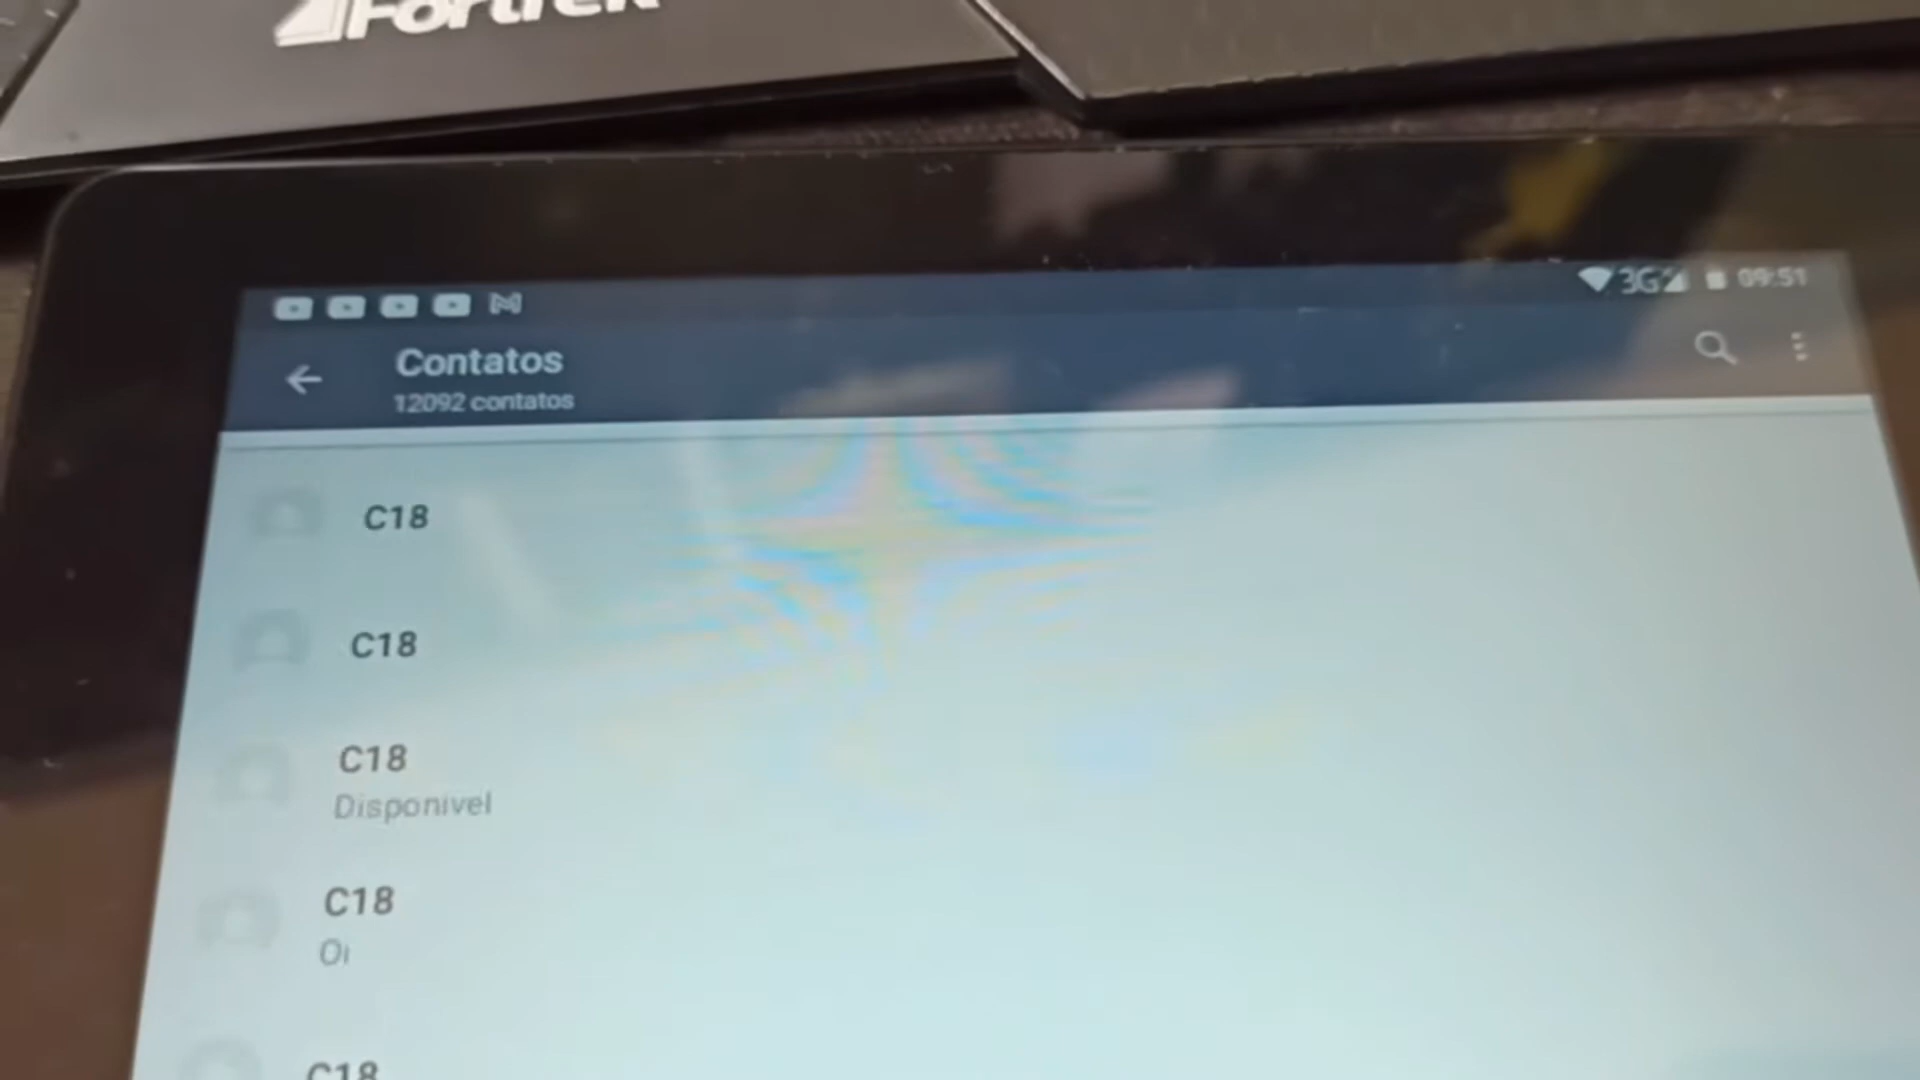 Fortrek
3G 09:51
Contatos
12092 contatos
C18
C18
C18
Disponivel
C18
Oi
C18